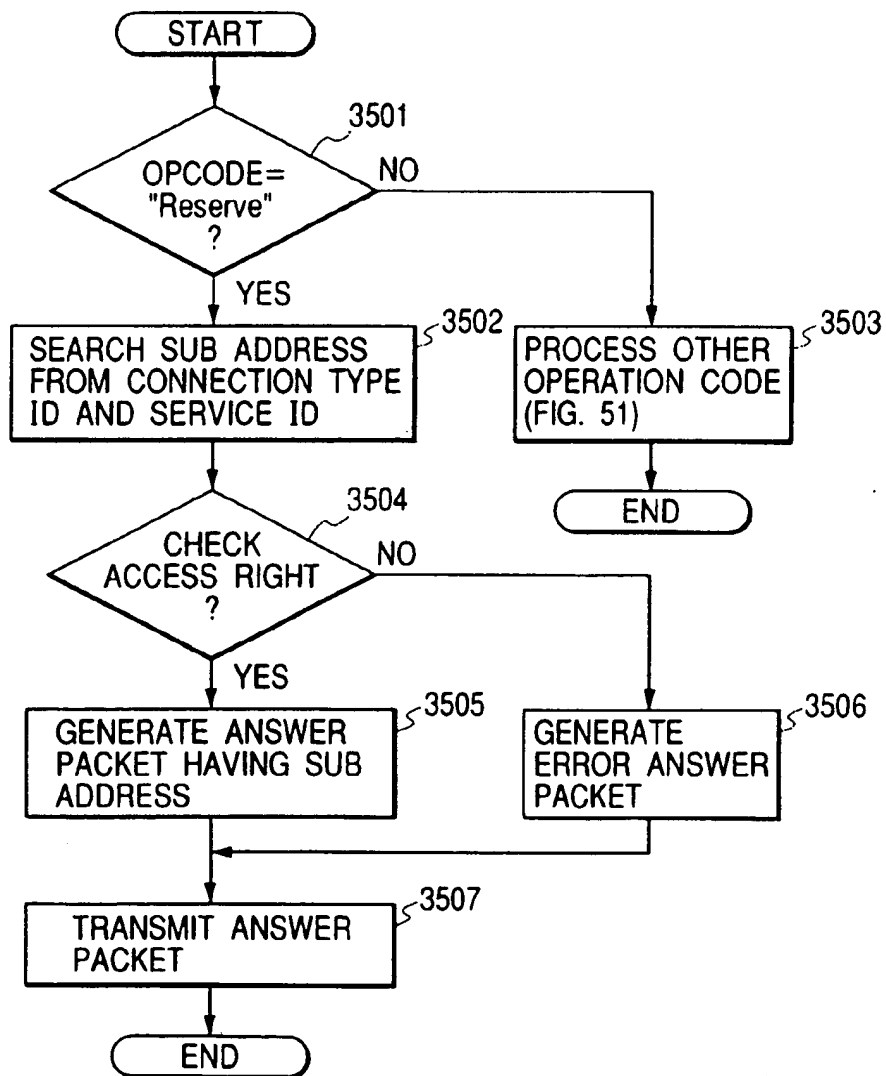 START
3501
OPCODE=
"Reserve"
?
NO
YES
3502
SEARCH SUB ADDRESS
FROM CONNECTION TYPE
ID AND SERVICE ID
3503
PROCESS OTHER
OPERATION CODE
(FIG. 51)
END
3504
CHECK
ACCESS RIGHT
?
NO
YES
3505
GENERATE ANSWER
PACKET HAVING SUB
ADDRESS
3506
GENERATE
ERROR ANSWER
PACKET
3507
TRANSMIT ANSWER
PACKET
END